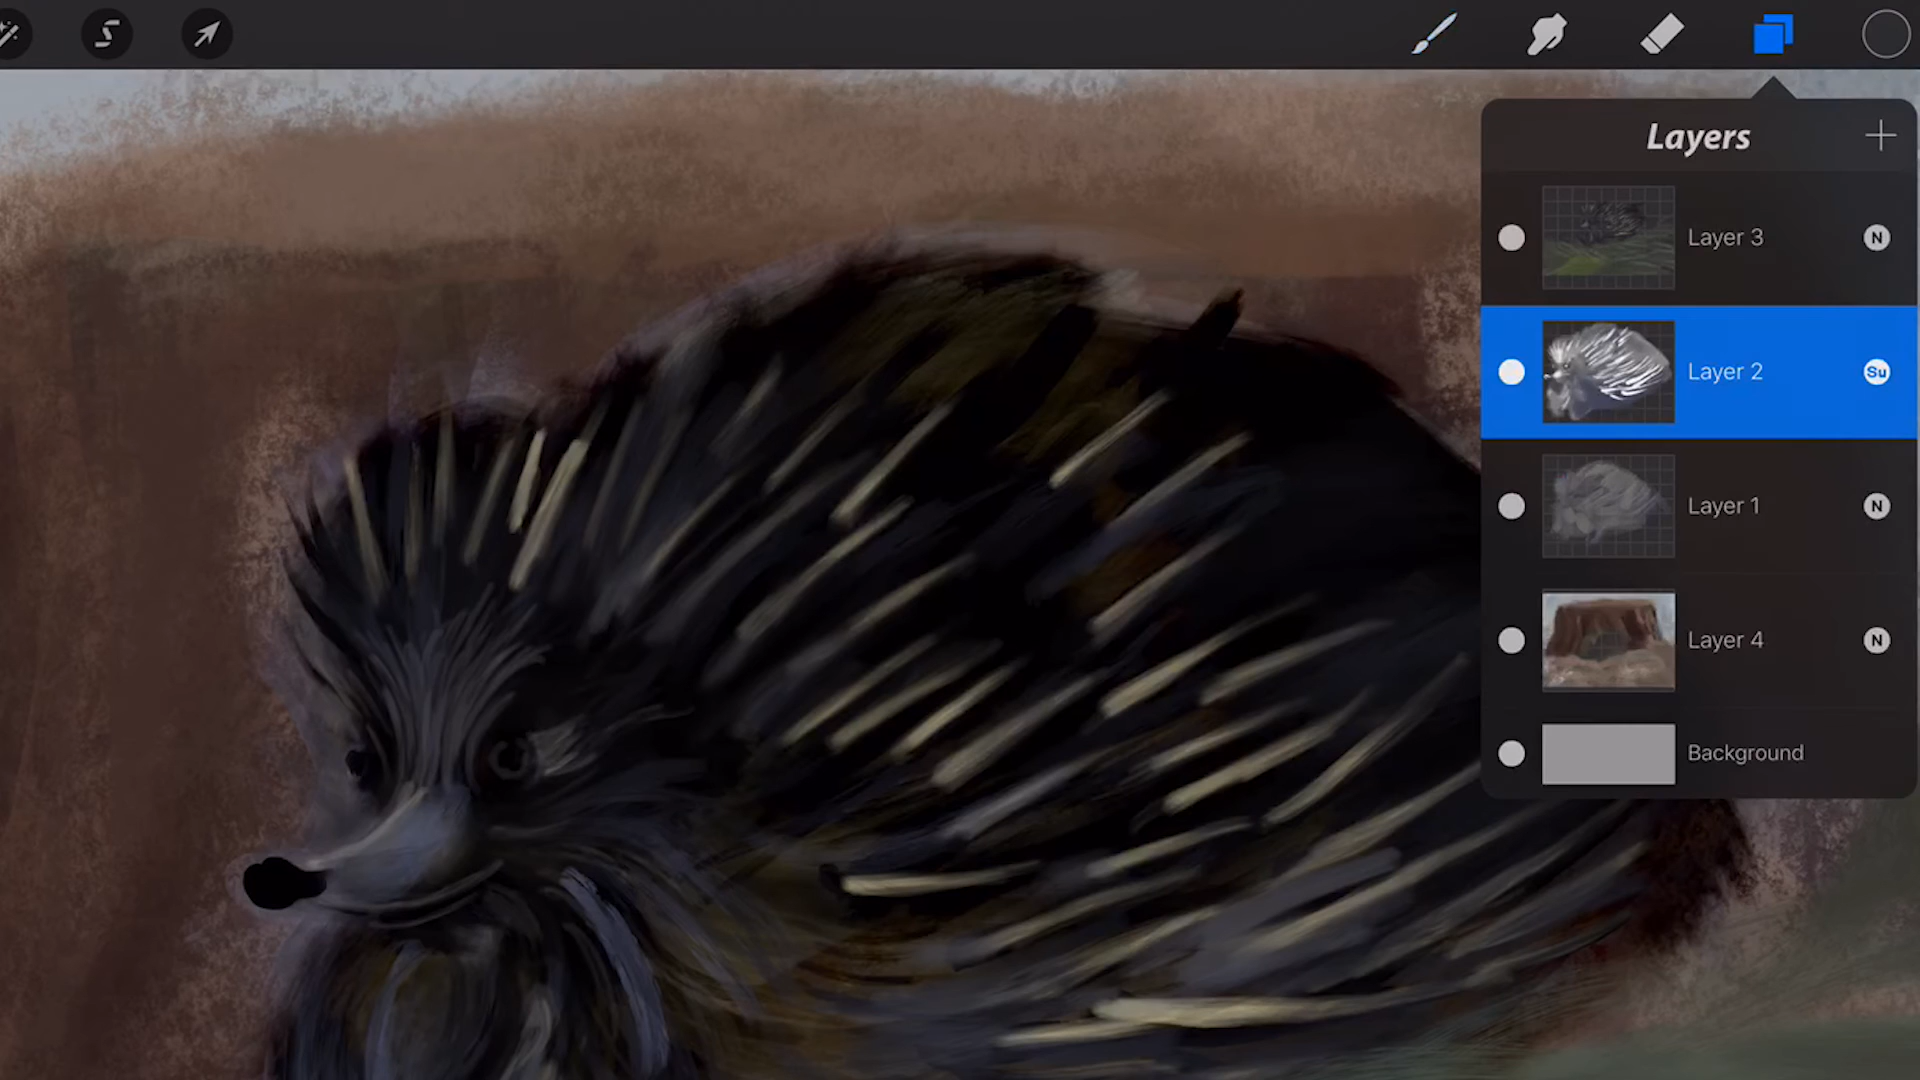 S
Layers
Layer 3
N
Layer 2
Su
Layer 1
N
Layer 4
N
Background